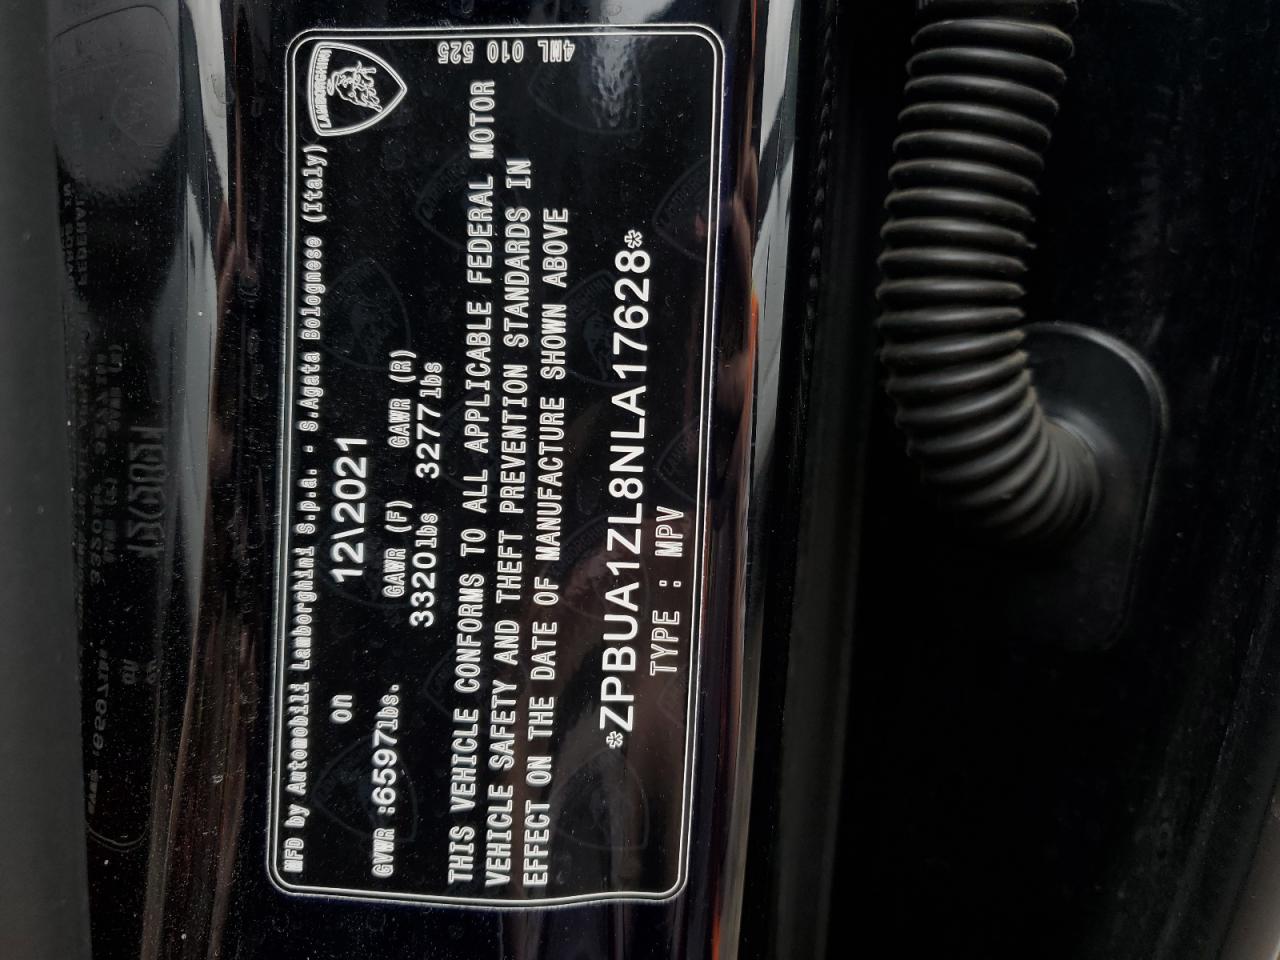 LAMBORGHINI
4ML 010 525
MFD by Automobili Lamborghini S.p.a. - S.Agata Bolognese (Italy)
on 12\2021
GVWR :6597lbs. GAWR (F) GAWR (R)
3320lbs 3277lbs
THIS VEHICLE CONFORMS TO ALL APPLICABLE FEDERAL MOTOR
VEHICLE SAFETY AND THEFT PREVENTION STANDARDS IN
EFFECT ON THE DATE OF MANUFACTURE SHOWN ABOVE
*ZPBUA1ZL8NLA17628*
TYPE : MPV